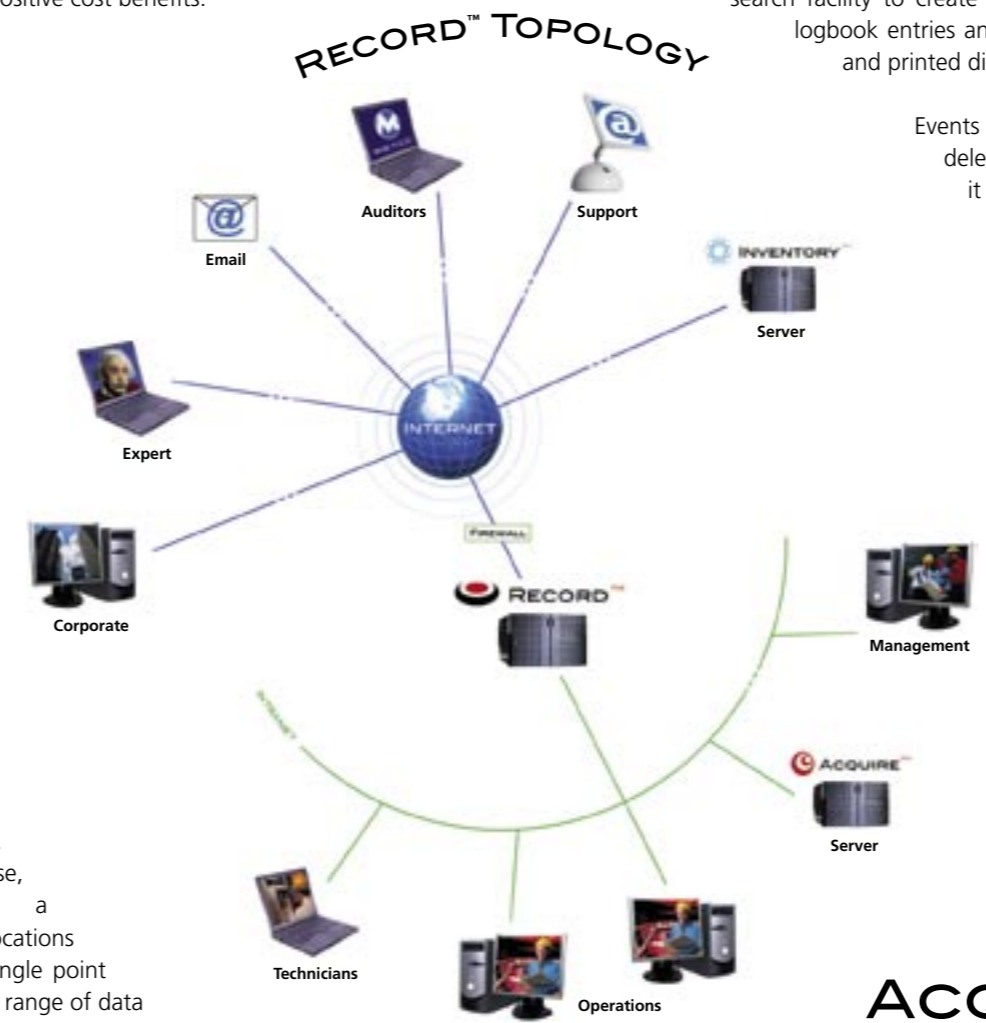 ositive cost benefits.
search facility to create
logbook entries an
and printed di
Events
dele
it
RECORD™ TOPOLOGY
Auditors
Support
Email
INVENTORY™
Server
Expert
INTERNET
FIREWALL
Corporate
RECORD™
Management
INTRANET
ACQUIRE™
Server
se,
a
ocations
ngle point
range of data
Technicians
Operations
ACQ